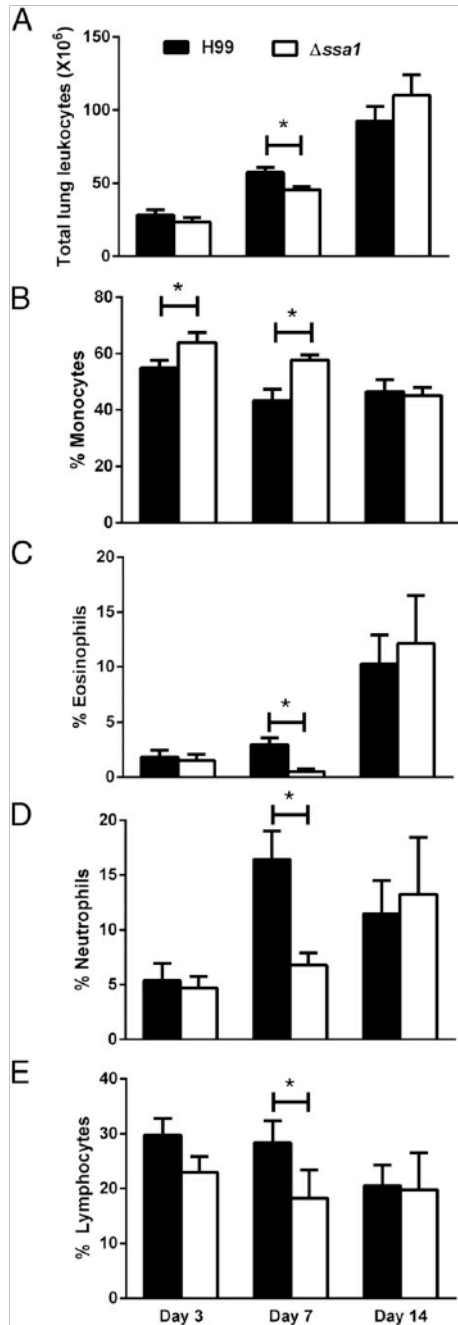 A
H99 Δssa1
Total lung leukocytes (X10⁶)
150
100
50
0
*
B
% Monocytes
80
60
40
20
0
* *
C
% Eosinophils
20
15
10
5
0
*
D
% Neutrophils
20
15
10
5
0
*
E
% Lymphocytes
40
30
20
10
0
*
Day 3 Day 7 Day 14